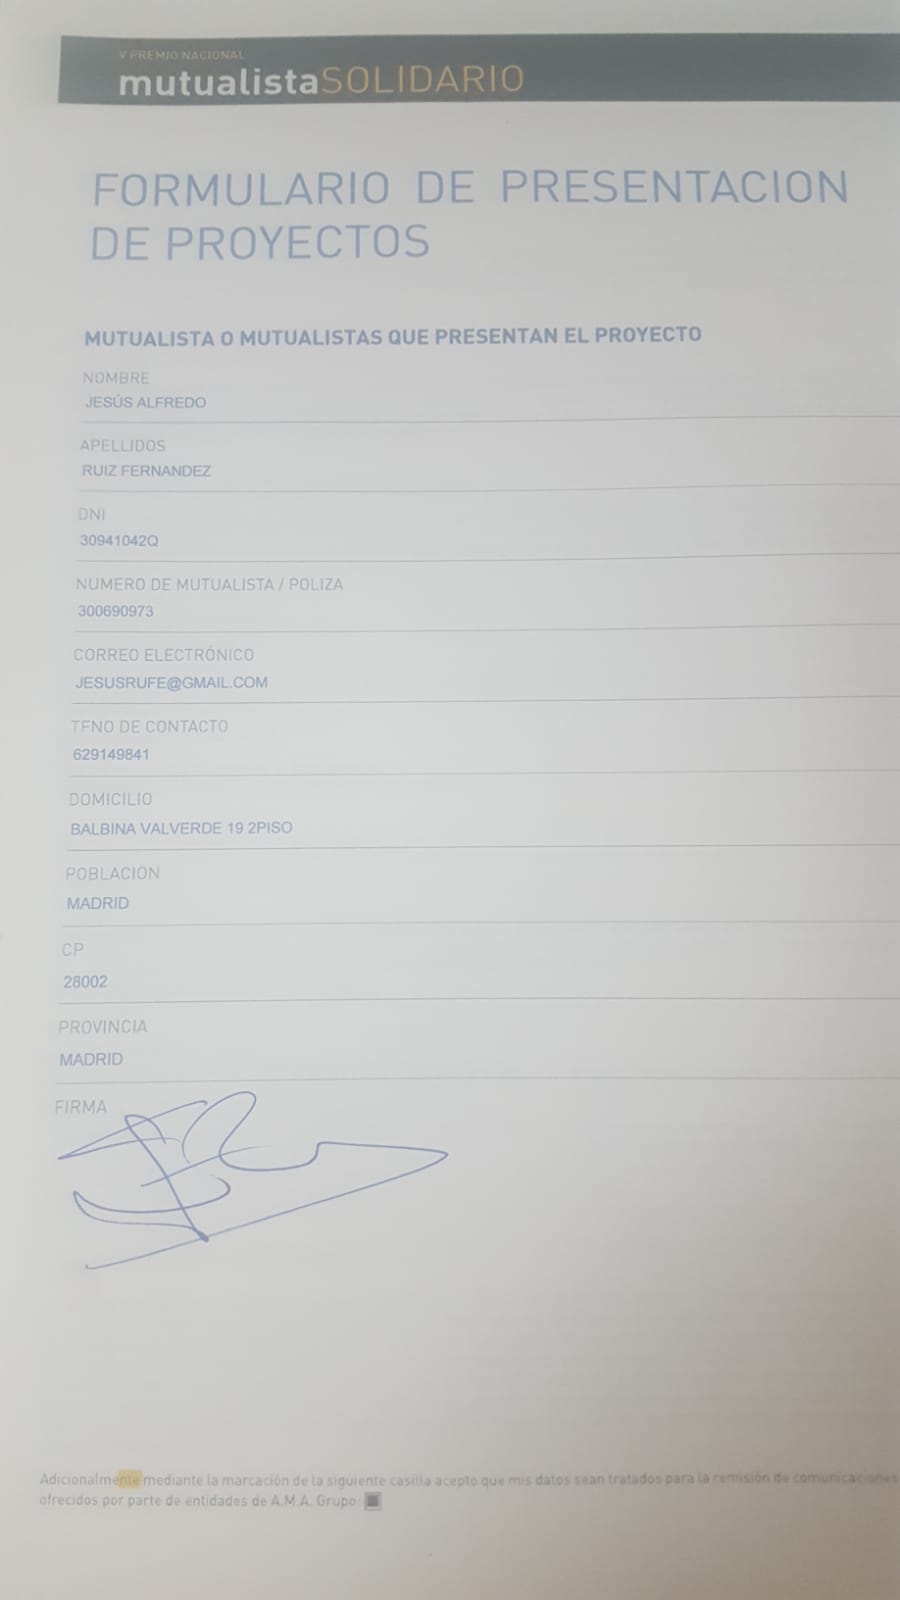 V PREMIO NACIONAL
mutualistaSOLIDARIO
FORMULARIO DE PRESENTACION
DE PROYECTOS
MUTUALISTA O MUTUALISTAS QUE PRESENTAN EL PROYECTO
NOMBRE
JESÚS ALFREDO
APELLIDOS
RUIZ FERNANDEZ
DNI
30941042Q
NUMERO DE MUTUALISTA / POLIZA
300690973
CORREO ELECTRÓNICO
JESUSRUFE@GMAIL.COM
TFNO DE CONTACTO
629149841
DOMICILIO
BALBINA VALVERDE 19 2PISO
POBLACIÓN
MADRID
CP
28002
PROVINCIA
MADRID
FIRMA
Adicionalmente mediante la marcación de la siguiente casilla acepto que mis datos sean tratados para la remisión de comunicaciones
ofrecidos por parte de entidades de A.M.A. Grupo: